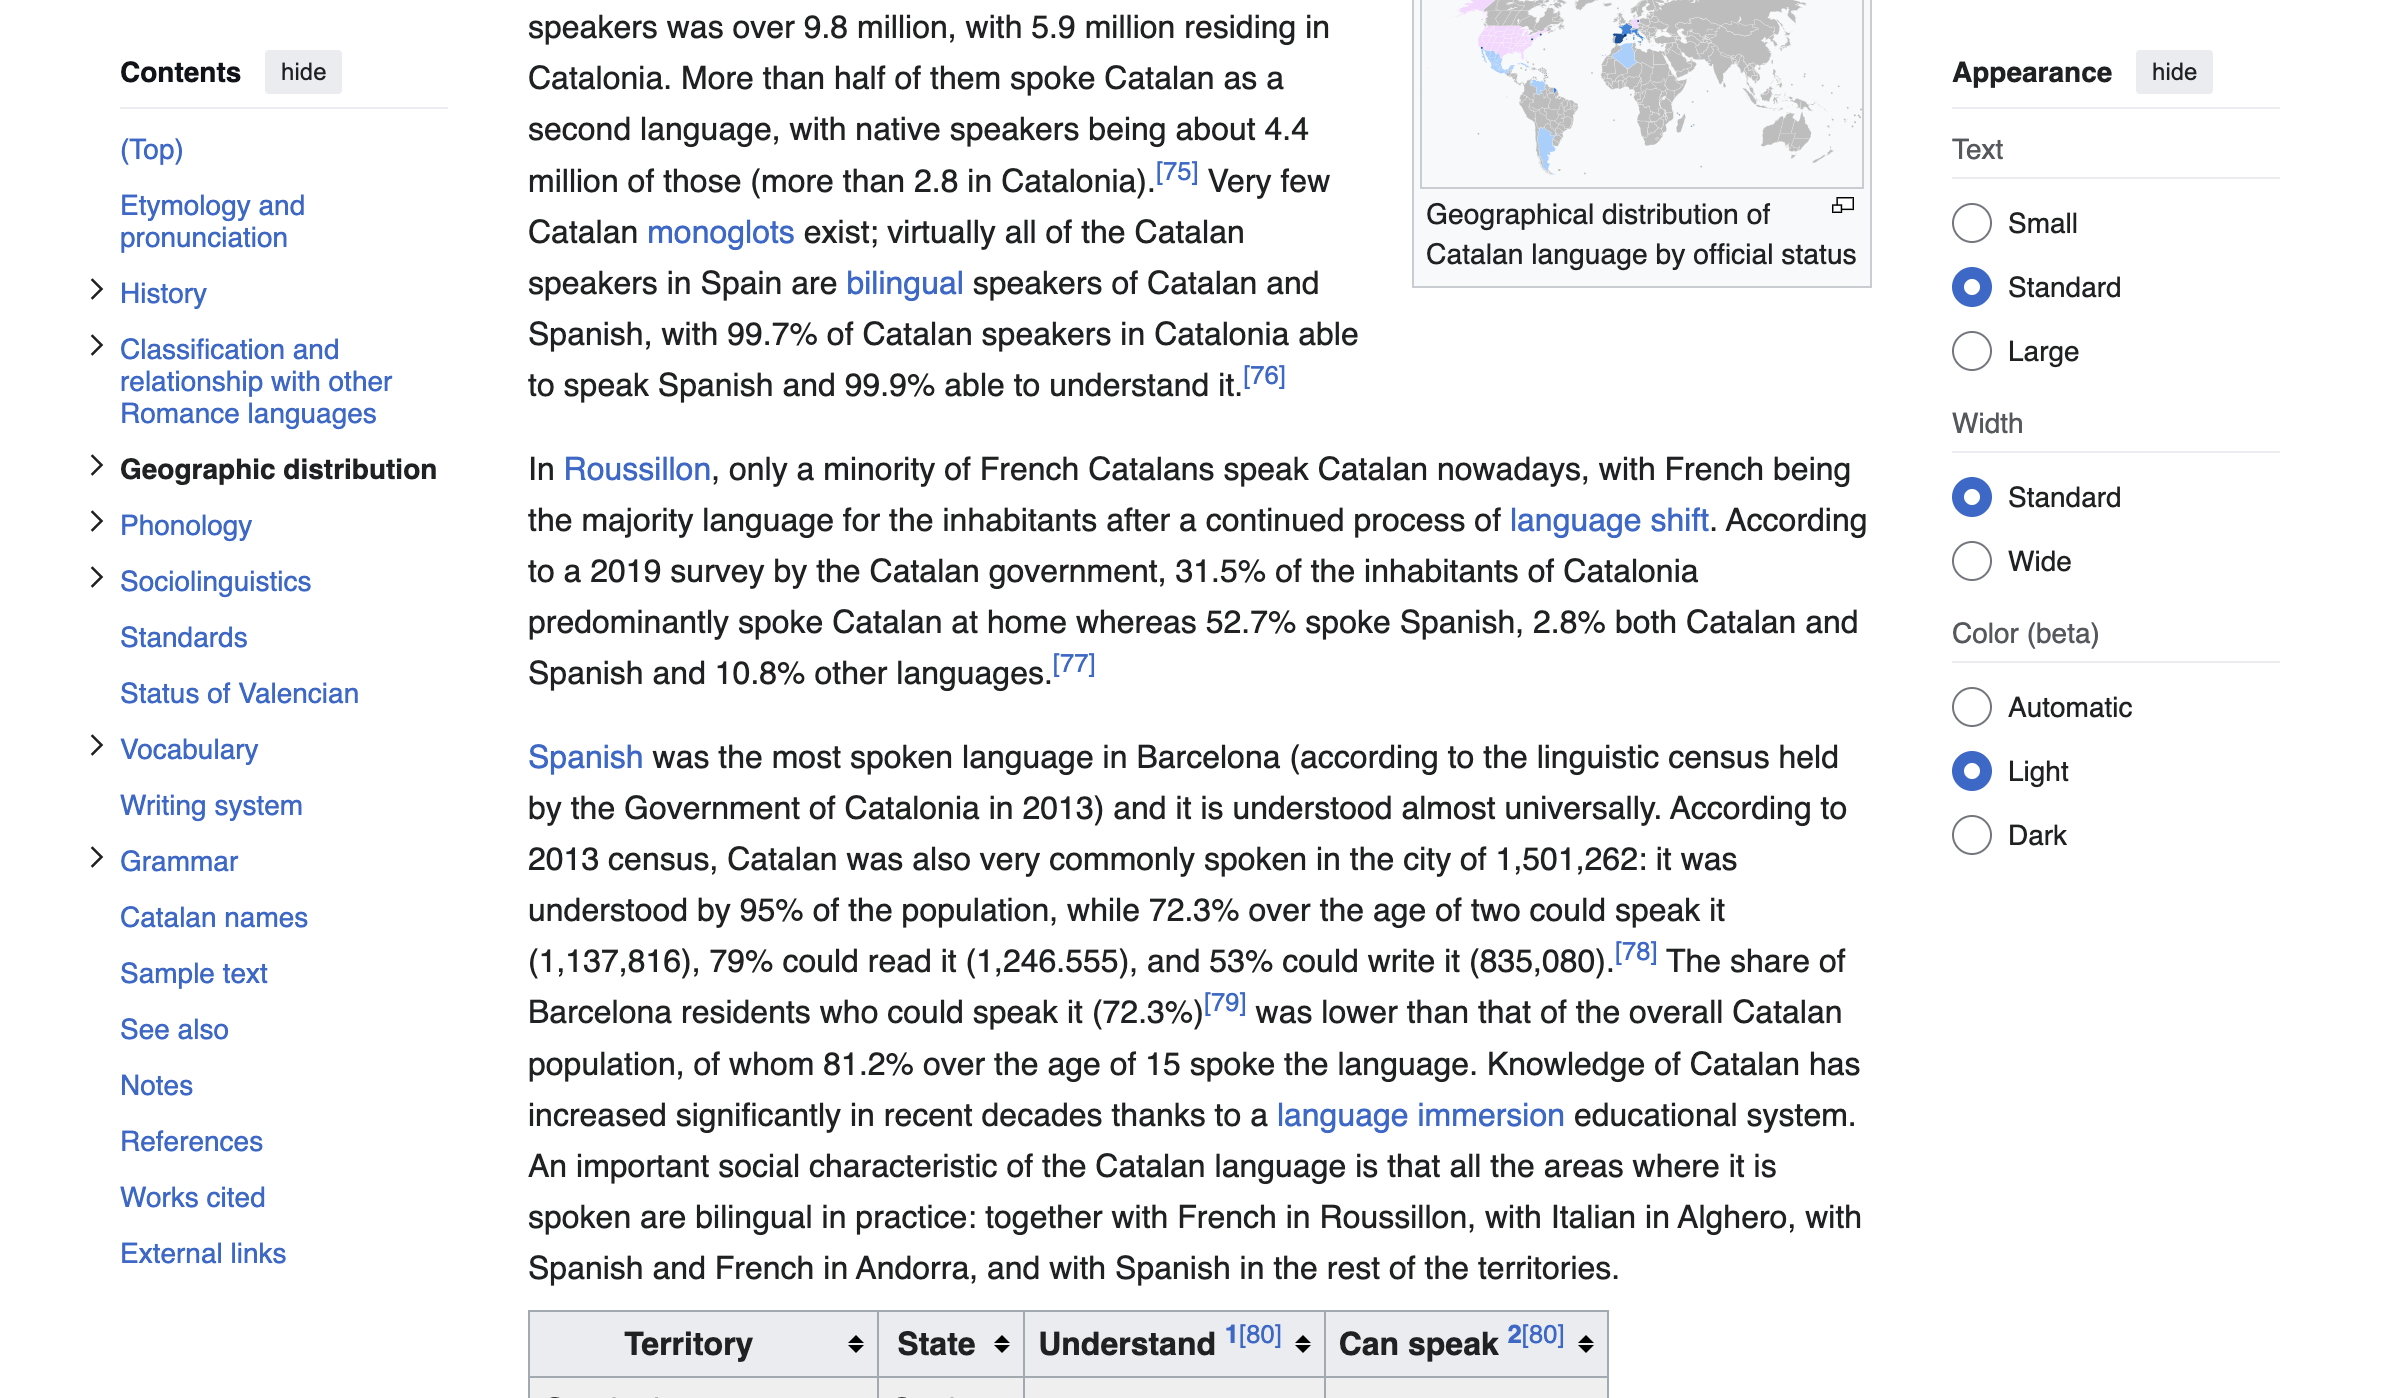 Contents hide
(Top)
Etymology and
pronunciation
History
Classification and
relationship with other
Romance languages
Geographic distribution
Phonology
Sociolinguistics
Standards
Status of Valencian
Vocabulary
Writing system
Grammar
Catalan names
Sample text
See also
Notes
References
Works cited
External links
speakers was over 9.8 million, with 5.9 million residing in
Catalonia. More than half of them spoke Catalan as a
second language, with native speakers being about 4.4
million of those (more than 2.8 in Catalonia).[75] Very few
Catalan monoglots exist; virtually all of the Catalan
speakers in Spain are bilingual speakers of Catalan and
Spanish, with 99.7% of Catalan speakers in Catalonia able
to speak Spanish and 99.9% able to understand it.[76]
Geographical distribution of
Catalan language by official status
In Roussillon, only a minority of French Catalans speak Catalan nowadays, with French being
the majority language for the inhabitants after a continued process of language shift. According
to a 2019 survey by the Catalan government, 31.5% of the inhabitants of Catalonia
predominantly spoke Catalan at home whereas 52.7% spoke Spanish, 2.8% both Catalan and
Spanish and 10.8% other languages.[77]
Spanish was the most spoken language in Barcelona (according to the linguistic census held
by the Government of Catalonia in 2013) and it is understood almost universally. According to
2013 census, Catalan was also very commonly spoken in the city of 1,501,262: it was
understood by 95% of the population, while 72.3% over the age of two could speak it
(1,137,816), 79% could read it (1,246.555), and 53% could write it (835,080).[78] The share of
Barcelona residents who could speak it (72.3%)[79] was lower than that of the overall Catalan
population, of whom 81.2% over the age of 15 spoke the language. Knowledge of Catalan has
increased significantly in recent decades thanks to a language immersion educational system.
An important social characteristic of the Catalan language is that all the areas where it is
spoken are bilingual in practice: together with French in Roussillon, with Italian in Alghero, with
Spanish and French in Andorra, and with Spanish in the rest of the territories.
Territory State Understand 1[80] Can speak 2[80]
Appearance hide
Text
Small
Standard
Large
Width
Standard
Wide
Color (beta)
Automatic
Light
Dark